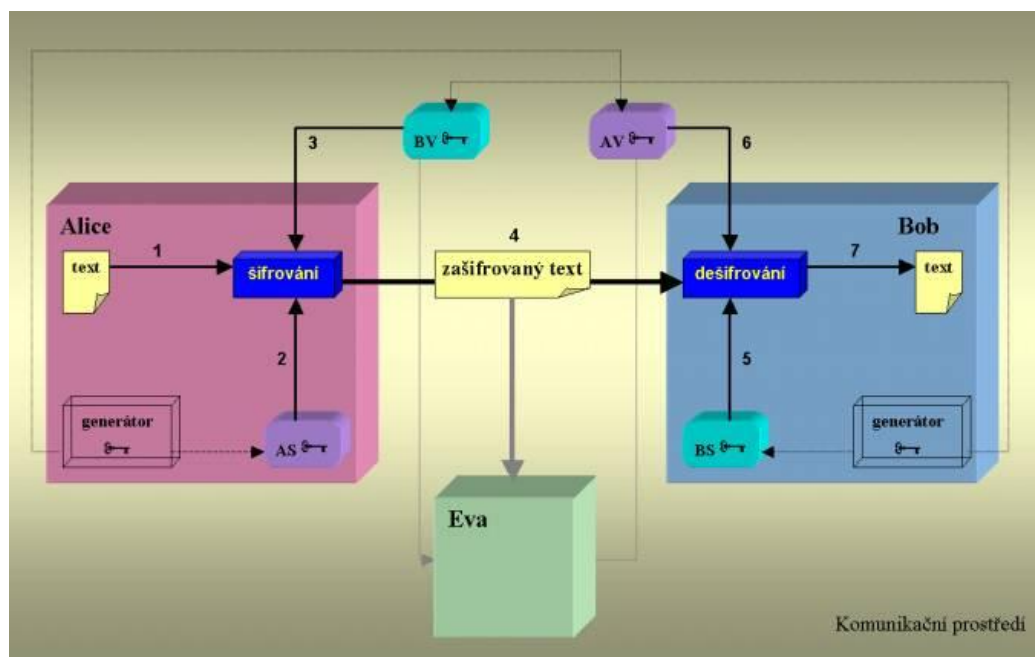 BV
AV
3
6
Alice
Bob
1
text
šifrování
4
zašifrovaný text
dešifrování
7
text
2
5
generátor
AS
BS
generátor
Eva
Komunikační prostředí